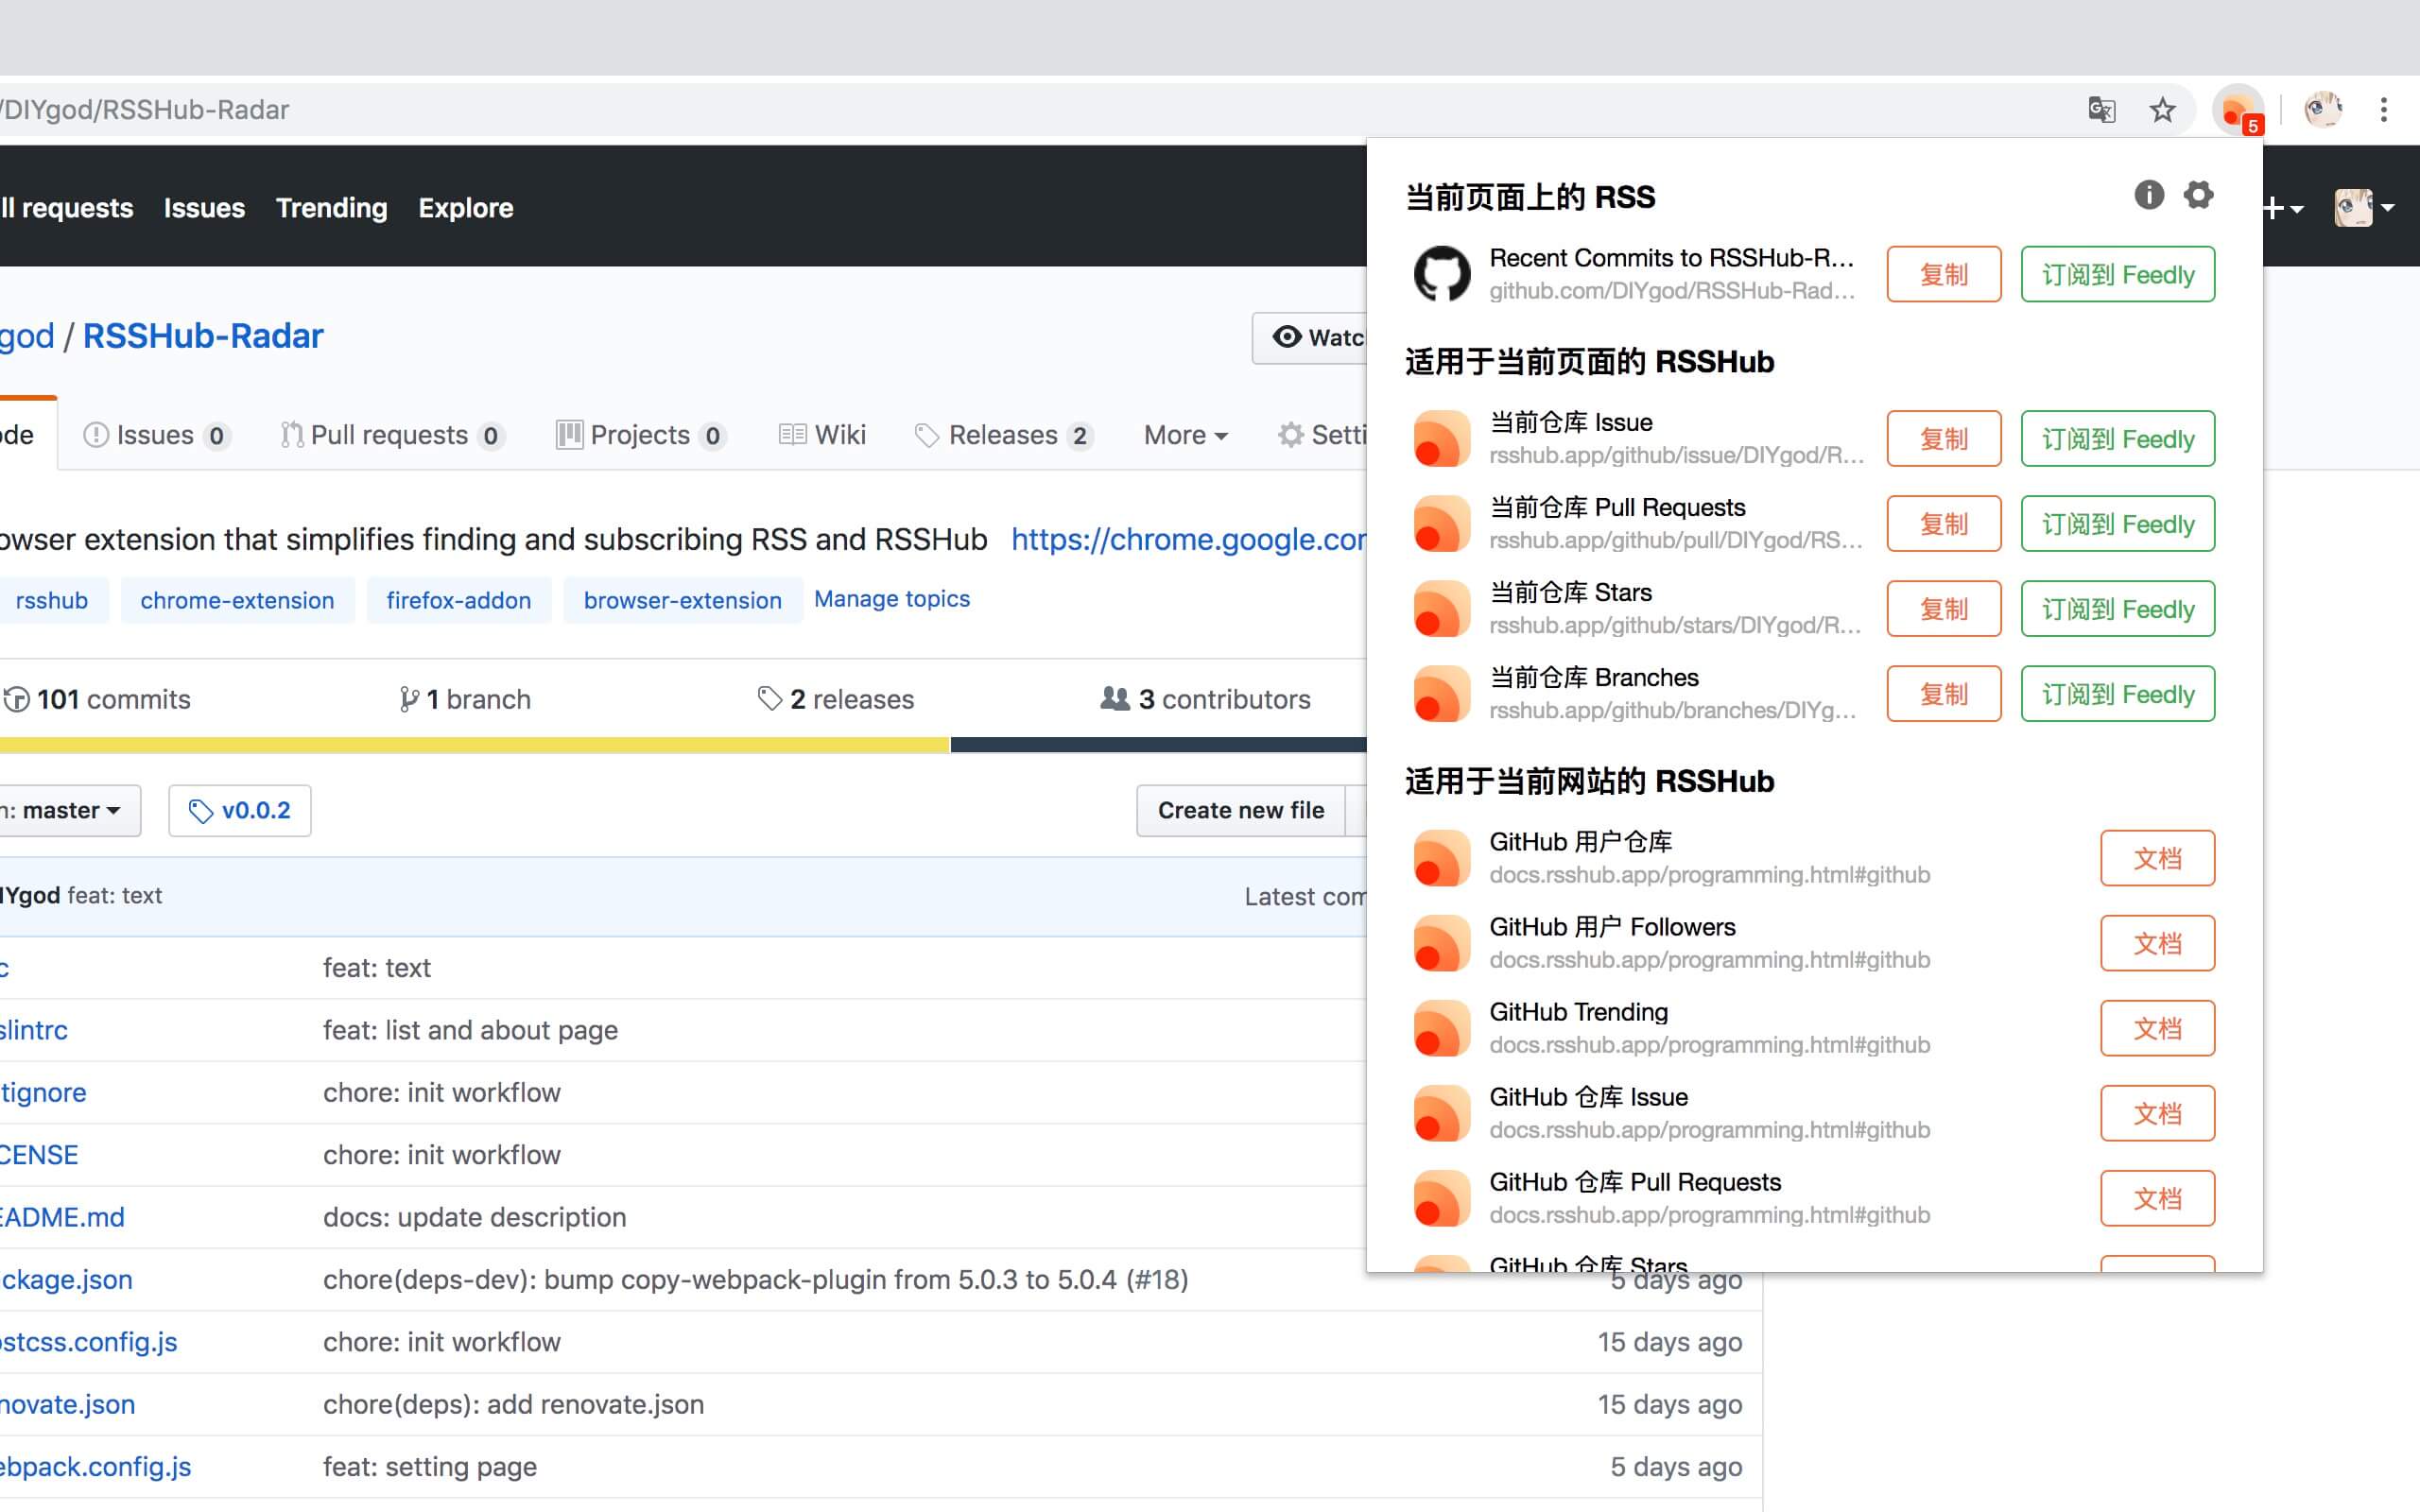 /DIYgod/RSSHub-Radar
5
ll requests Issues Trending Explore
god / RSSHub-Radar
Watc
ode Issues 0 Pull requests 0 Projects 0 Wiki Releases 2 More Setti
owser extension that simplifies finding and subscribing RSS and RSSHub https://chrome.google.cor
rsshub chrome-extension firefox-addon browser-extension Manage topics
101 commits 1 branch 2 releases 3 contributors
n: master v0.0.2 Create new file
IYgod feat: text Latest com
c feat: text
slintrc feat: list and about page
tignore chore: init workflow
CENSE chore: init workflow
EADME.md docs: update description
ckage.json chore(deps-dev): bump copy-webpack-plugin from 5.0.3 to 5.0.4 (#18) 5 days ago
ostcss.config.js chore: init workflow 15 days ago
novate.json chore(deps): add renovate.json 15 days ago
ebpack.config.js feat: setting page 5 days ago
当前页面上的 RSS
Recent Commits to RSSHub-R... 复制 订阅到 Feedly
github.com/DIYgod/RSSHub-Rad...
适用于当前页面的 RSSHub
当前仓库 Issue 复制 订阅到 Feedly
rsshub.app/github/issue/DIYgod/R...
当前仓库 Pull Requests 复制 订阅到 Feedly
rsshub.app/github/pull/DIYgod/RS...
当前仓库 Stars 复制 订阅到 Feedly
rsshub.app/github/stars/DIYgod/R...
当前仓库 Branches 复制 订阅到 Feedly
rsshub.app/github/branches/DIYg...
适用于当前网站的 RSSHub
GitHub 用户仓库 文档
docs.rsshub.app/programming.html#github
GitHub 用户 Followers 文档
docs.rsshub.app/programming.html#github
GitHub Trending 文档
docs.rsshub.app/programming.html#github
GitHub 仓库 Issue 文档
docs.rsshub.app/programming.html#github
GitHub 仓库 Pull Requests 文档
docs.rsshub.app/programming.html#github
GitHub 仓库 Stars